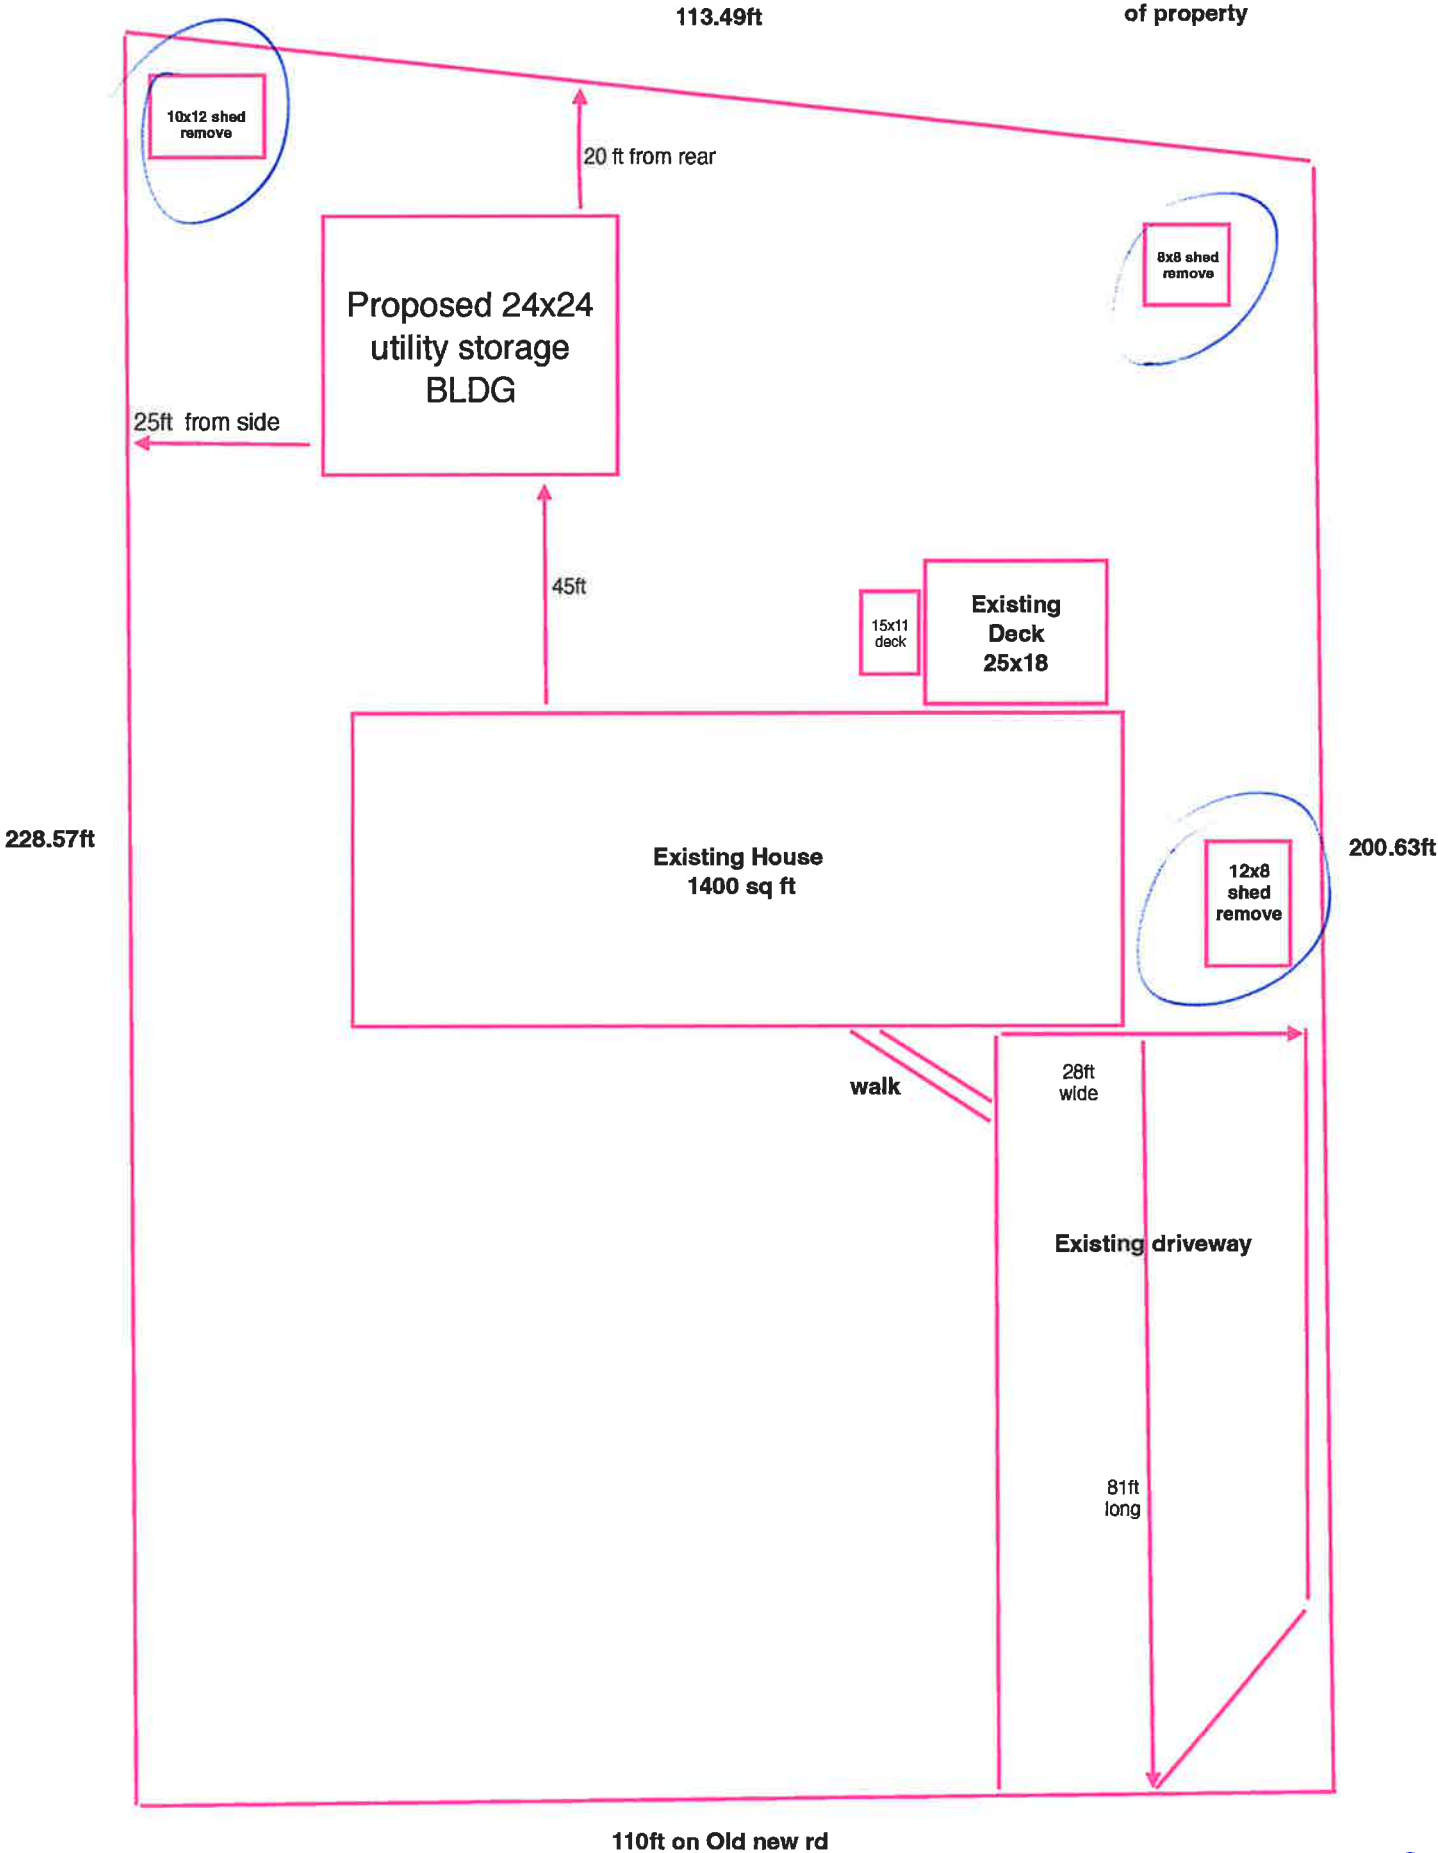 113.49ft
of property
10x12 shed
remove
20 ft from rear
8x8 shed
remove
Proposed 24x24
utility storage
BLDG
25ft  from side
45ft
15x11
deck
Existing
Deck
25x18
228.57ft
Existing House
1400 sq ft
200.63ft
12x8
shed
remove
walk
28ft
wide
Existing driveway
81ft
long
110ft on Old new rd